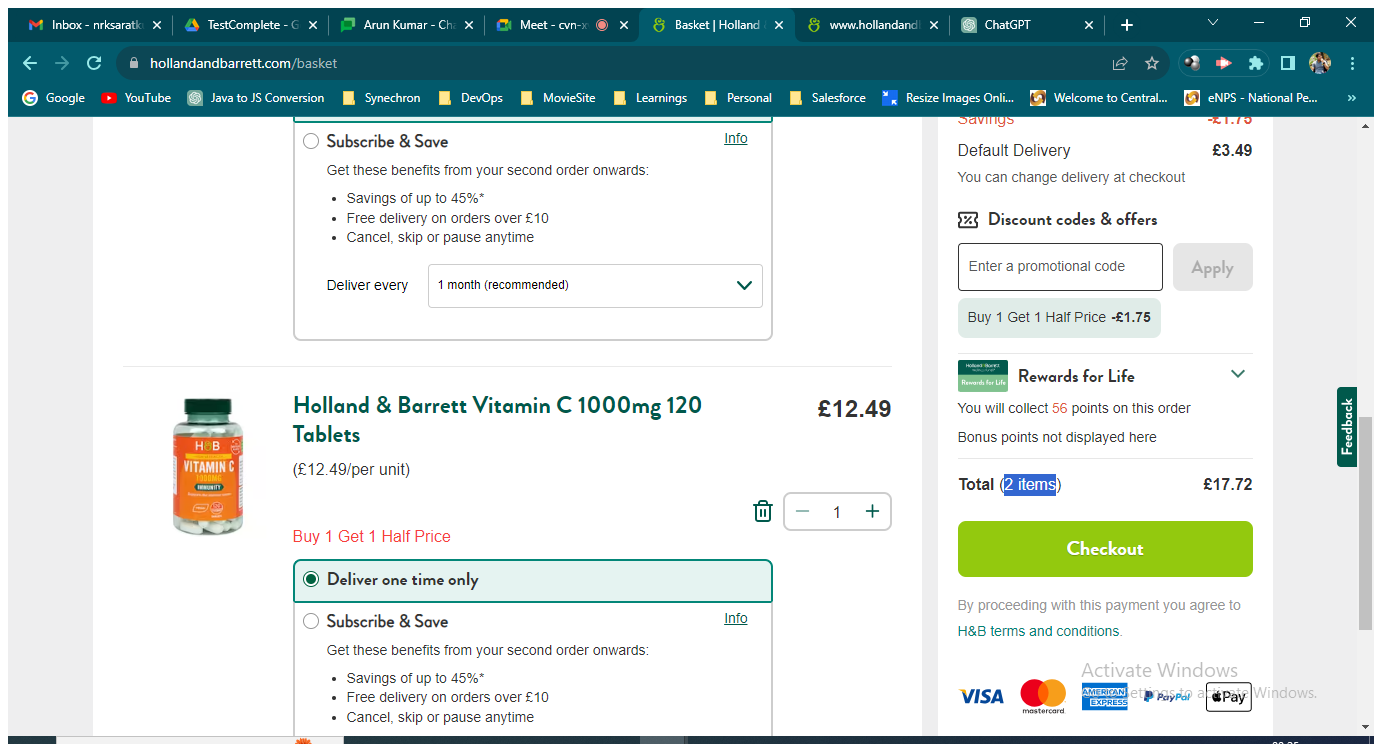 Inbox - nrksaratk
TestComplete - G
Arun Kumar - Cha
Meet - cvn-x
Basket | Holland
www.hollandandl
ChatGPT
hollandandbarrett.com/basket
Google
YouTube
Java to JS Conversion
Synechron
DevOps
MovieSite
Learnings
Personal
Salesforce
Resize Images Onli...
Welcome to Central...
eNPS - National Pe...
»
Subscribe & Save
Info
Get these benefits from your second order onwards:
• Savings of up to 45%*
• Free delivery on orders over £10
• Cancel, skip or pause anytime
Deliver every
1 month (recommended)
H&B
VITAMIN C
1000MG
IMMUNITY
Holland & Barrett Vitamin C 1000mg 120
Tablets
£12.49
(£12.49/per unit)
1
Buy 1 Get 1 Half Price
Deliver one time only
Subscribe & Save
Info
Get these benefits from your second order onwards:
• Savings of up to 45%*
• Free delivery on orders over £10
• Cancel, skip or pause anytime
Savings -£1.75
Default Delivery £3.49
You can change delivery at checkout
Discount codes & offers
Enter a promotional code
Apply
Buy 1 Get 1 Half Price -£1.75
Holland & Barrett
Rewards for Life
Rewards for Life
You will collect 56 points on this order
Bonus points not displayed here
Total (2 items) £17.72
Checkout
By proceeding with this payment you agree to
H&B terms and conditions.
Activate Windows
Settings to activate Windows.
VISA
mastercard
AMERICAN
EXPRESS
PayPal
Pay
Feedback